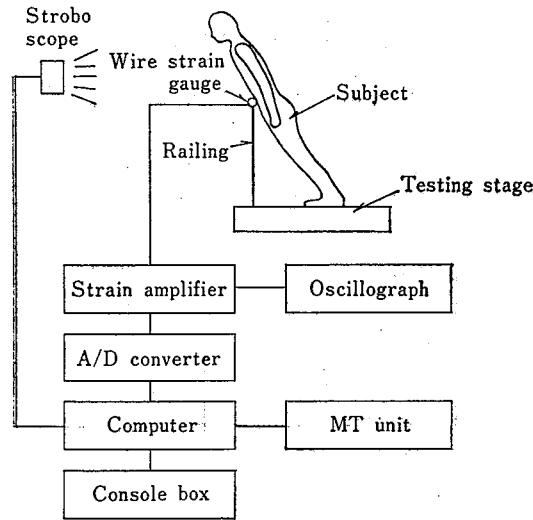 Strobo
scope
Wire strain
gauge
Subject
Railing
Testing stage
Strain amplifier
Oscillograph
A/D converter
Computer
MT unit
Console box